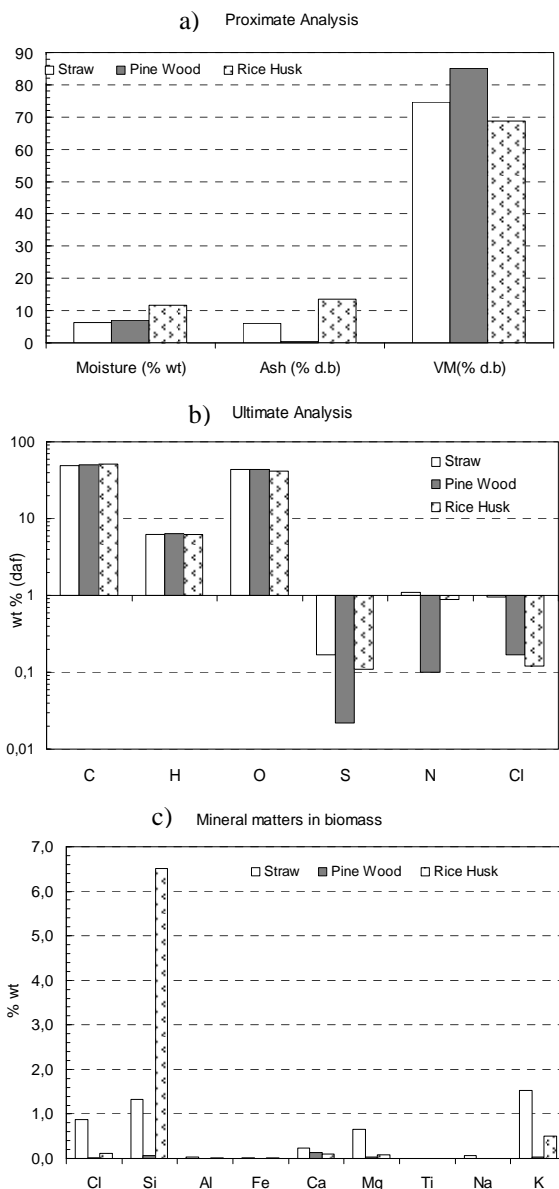 a) Proximate Analysis
Straw Pine Wood Rice Husk
90
80
70
60
50
40
30
20
10
0
Moisture (% wt) Ash (% d.b) VM(% d.b)
b) Ultimate Analysis
Straw
Pine Wood
Rice Husk
wt % (daf)
100
10
1
0,1
0,01
C H O S N Cl
c) Mineral matters in biomass
Straw Pine Wood Rice Husk
% wt
7,0
6,0
5,0
4,0
3,0
2,0
1,0
0,0
Cl Si Al Fe Ca Mg Ti Na K